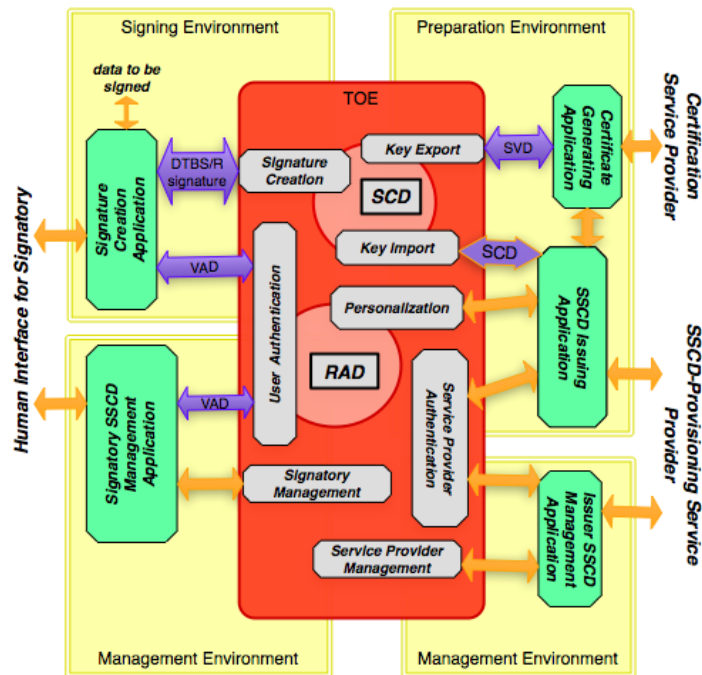 Signing Environment
Preparation Environment
data to be
signed
TOE
Certification
Service Provider
Certificate
Generating
Application
Key Export
SVD
DTBS/R
signature
Signature
Creation
SCD
Signature
Creation
Application
Key Import
SCD
Human Interface for Signatory
VAD
User Authentication
Personalization
SSCD Issuing
Application
RAD
Service Provider
Authentication
SSCD-Provisioning Service
Provider
Signatory SSCD
Management
Application
VAD
Signatory
Management
Issuer SSCD
Management
Application
Service Provider
Management
Management Environment
Management Environment